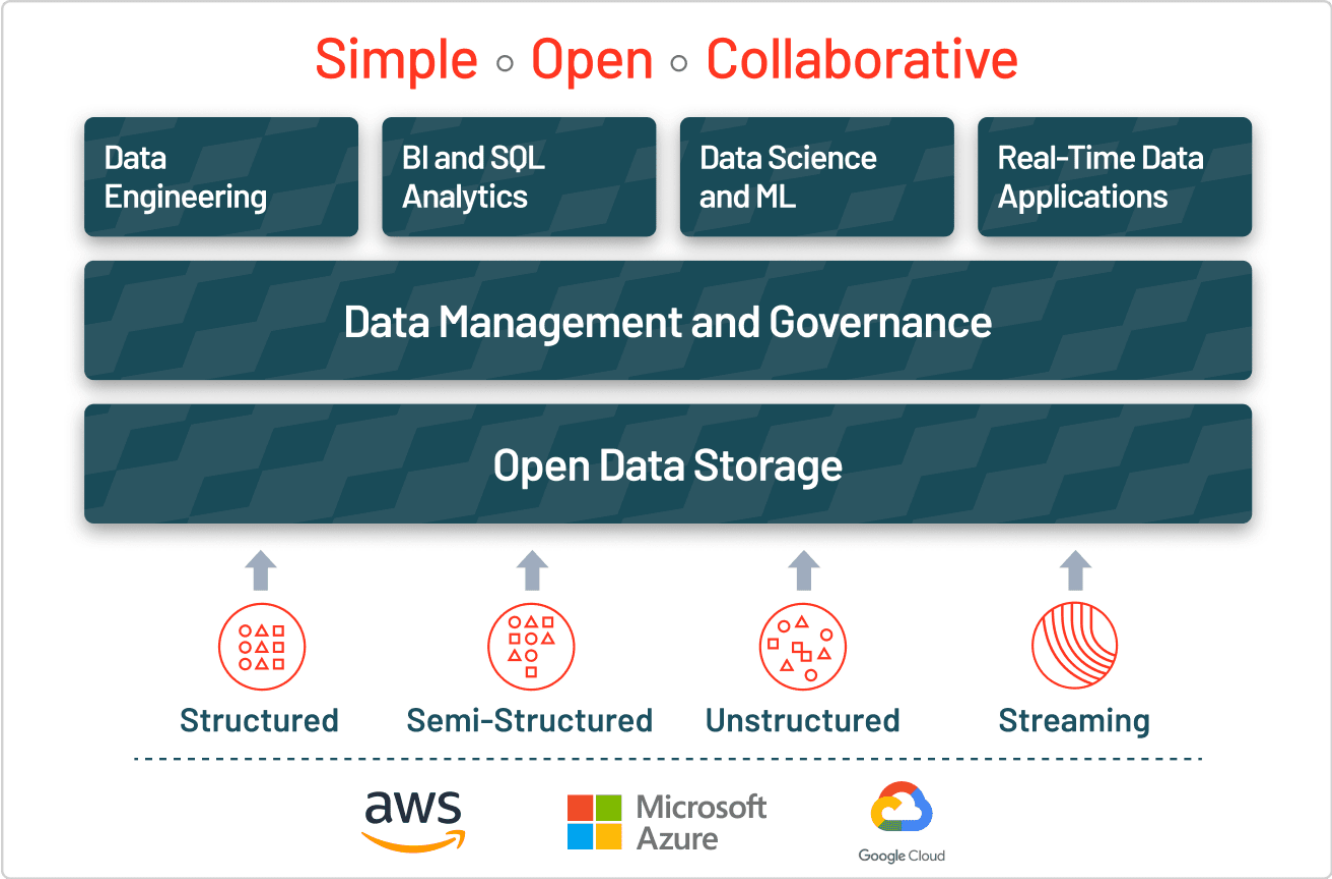 Simple ○ Open ○ Collaborative
Data
Engineering
BI and SQL
Analytics
Data Science
and ML
Real-Time Data
Applications
Data Management and Governance
Open Data Storage
Structured
Semi-Structured
Unstructured
Streaming
aws
Microsoft
Azure
Google Cloud